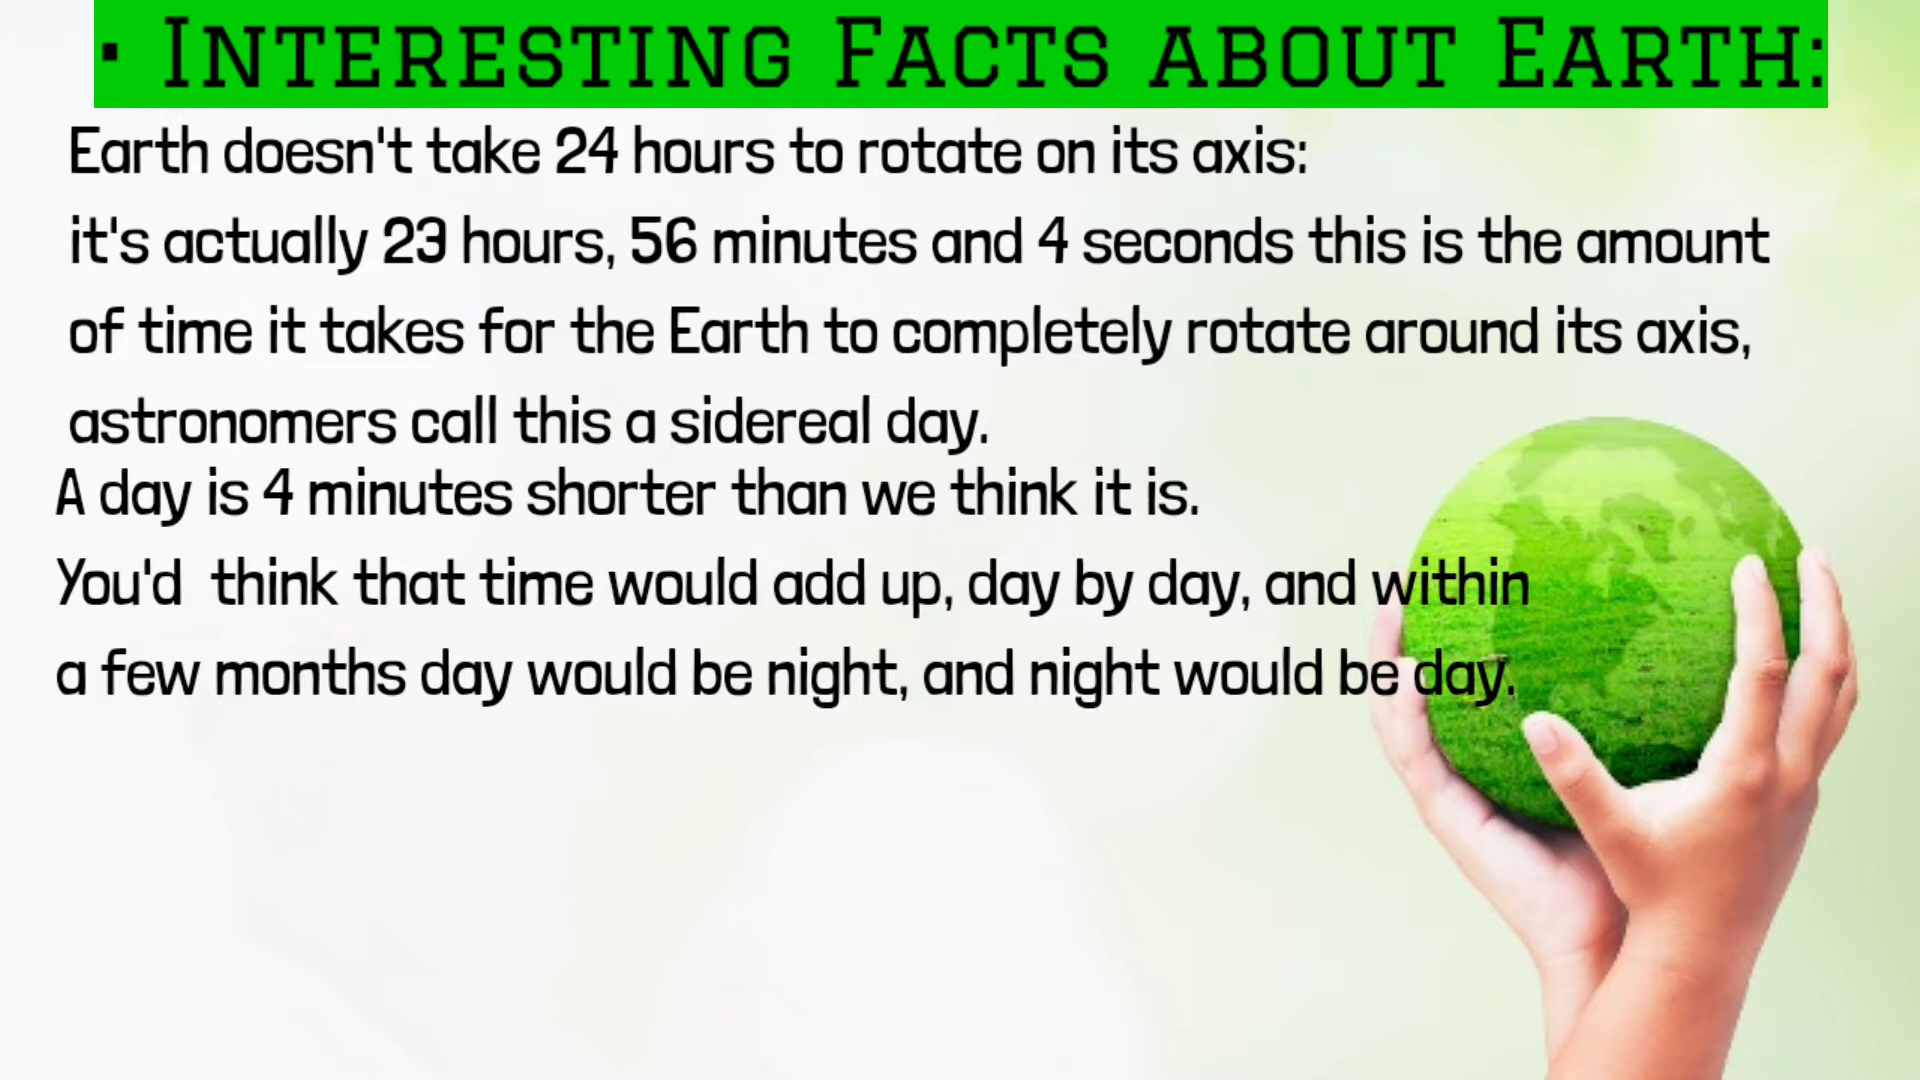 · Interesting Facts about Earth:
Earth doesn't take 24 hours to rotate on its axis:
it's actually 23 hours, 56 minutes and 4 seconds this is the amount
of time it takes for the Earth to completely rotate around its axis,
astronomers call this a sidereal day.
A day is 4 minutes shorter than we think it is.
You'd  think that time would add up, day by day, and within
a few months day would be night, and night would be day.